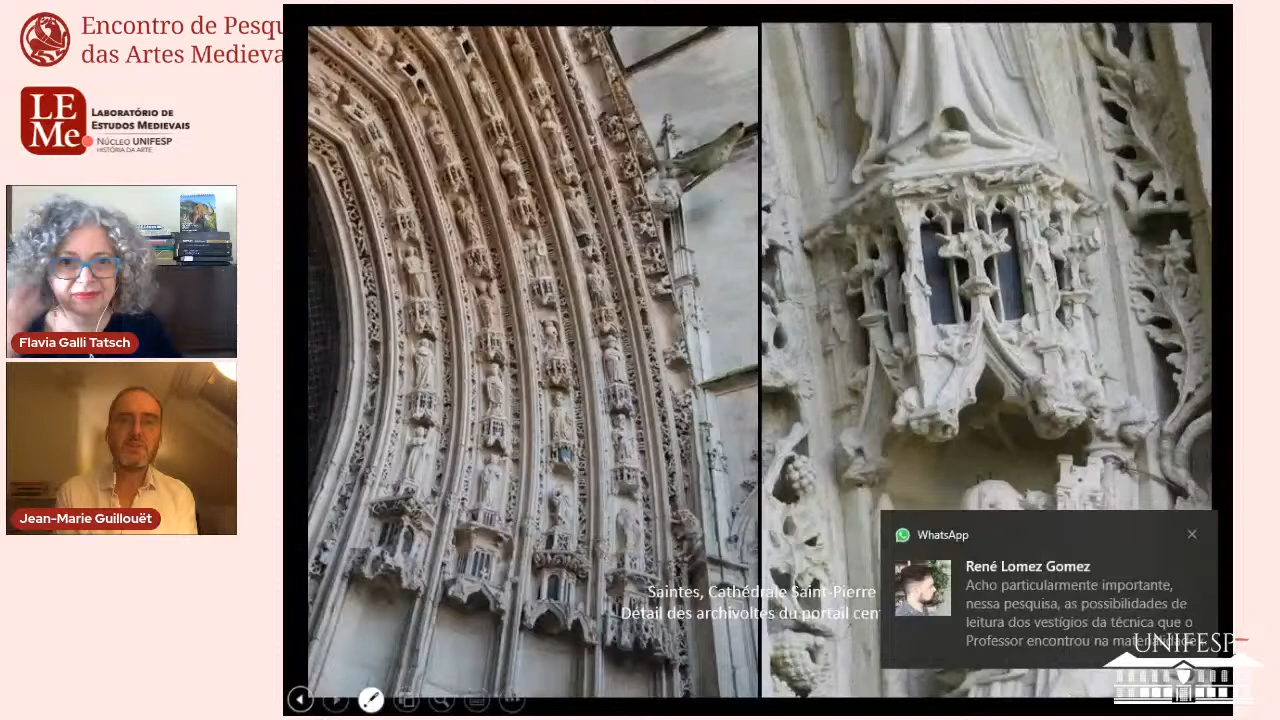 Encontro de Pesqu
das Artes Medieva
LE
Me
LABORATÓRIO DE
ESTUDOS MEDIEVAIS
NÚCLEO UNIFESP
HISTÓRIA DA ARTE
Flavia Galli Tatsch
Jean-Marie Guillouët
Saintes, Cathédrale Saint-Pierre
Détail des archivoltes du portail cent
WhatsApp
René Lomez Gomez
Acho particularmente importante,
nessa pesquisa, as possibilidades de
leitura dos vestígios da técnica que o
Professor encontrou na materialidade
UNIFESP